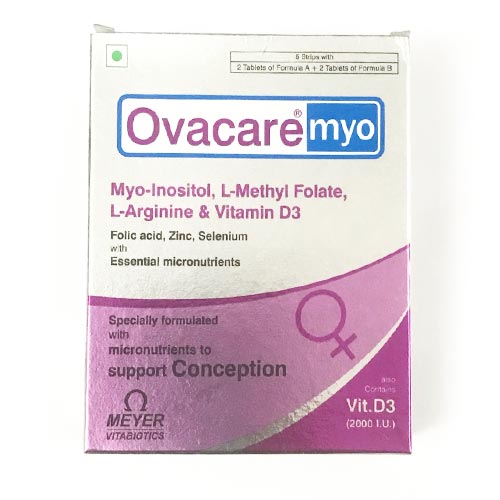 5 Strips with
2 Tablets of Formula A + 2 Tablets of Formula B
Ovacare® myo
Myo-Inositol, L-Methyl Folate,
L-Arginine & Vitamin D3
Folic acid, Zinc, Selenium
with
Essential micronutrients
Specially formulated
with
micronutrients to
support Conception
also
Contains
Vit.D3
(2000 I.U.)
MEYER
VITABIOTICS